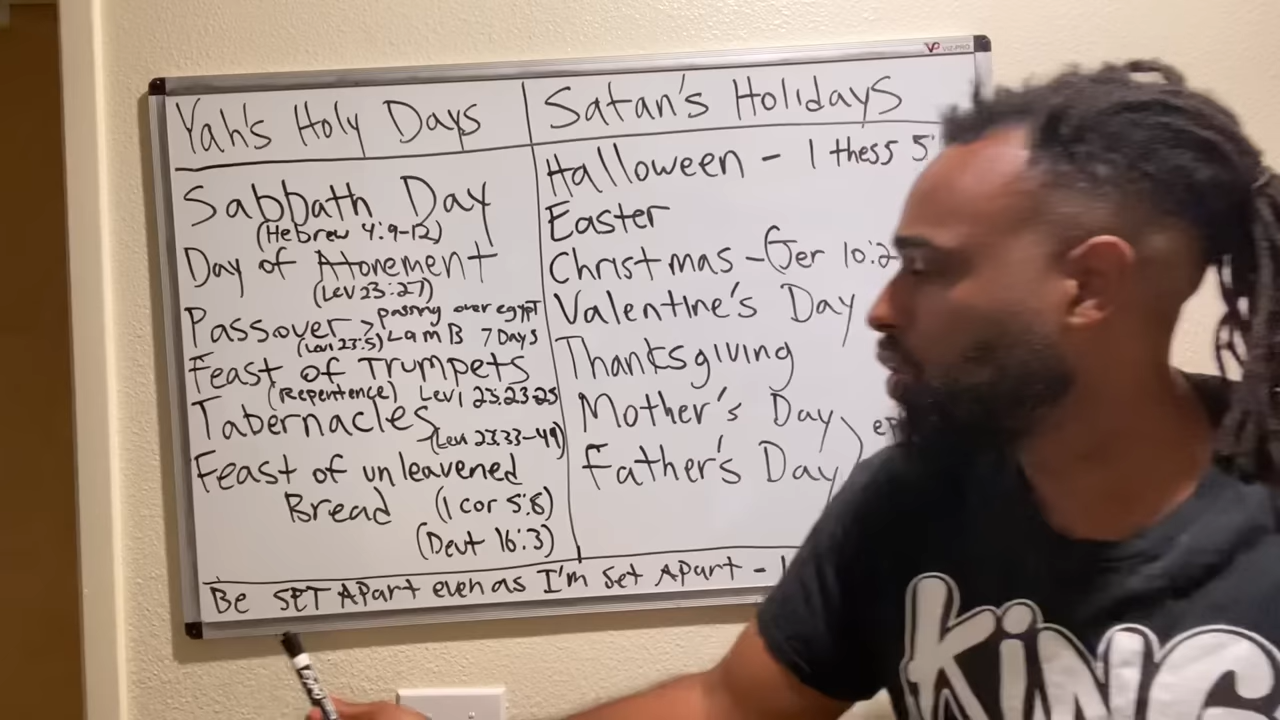 VIZ-PRO
Yah's Holy Days
Sabbath Day
(Hebrew 4:9-12)
Day of Atonement
(Lev 23:27)
passing over egypt
Passover > LamB 7 Days
(Levi 23:5)
Feast of Trumpets
(Repentence) Levi 23:23-25
Tabernacles
(Lev 23:33-44)
Feast of unleavened
Bread (1 cor 5:8)
(Deut 16:3)
Satan's Holidays
Halloween - 1 thess 5:
Easter
Christmas - (Jer 10:2
Valentine's Day
Thanksgiving
Mother's Day
Father's Day
Be SET APart even as I'm Set APart -
KING